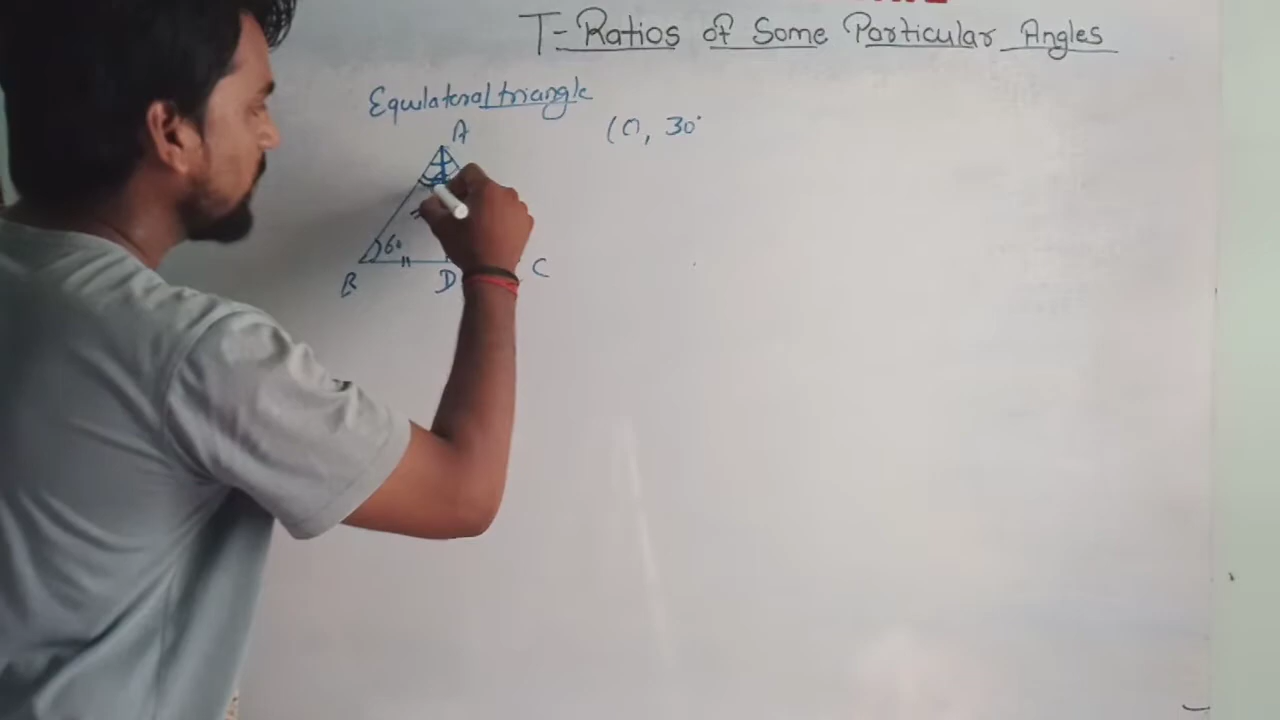 T-Ratios of Some Particular Angles
Equilateral triangle
(0, 30°
A
60
B
D
C